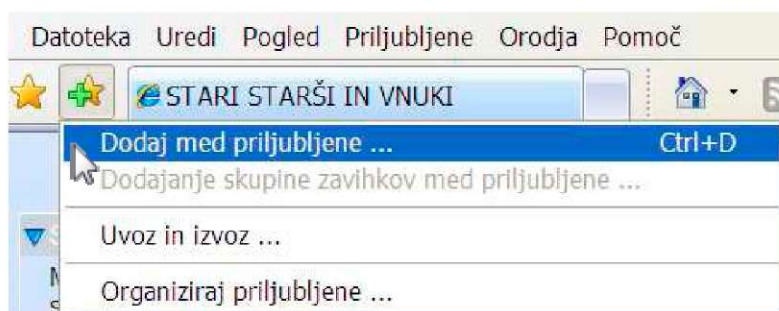 Datoteka Uredi Pogled Priljubljene Orodja Pomoč
STARI STARŠI IN VNUKI
Dodaj med priljubljene ... Ctrl+D
Dodajanje skupine zavihkov med priljubljene ...
Uvoz in izvoz ...
Organiziraj priljubljene ...